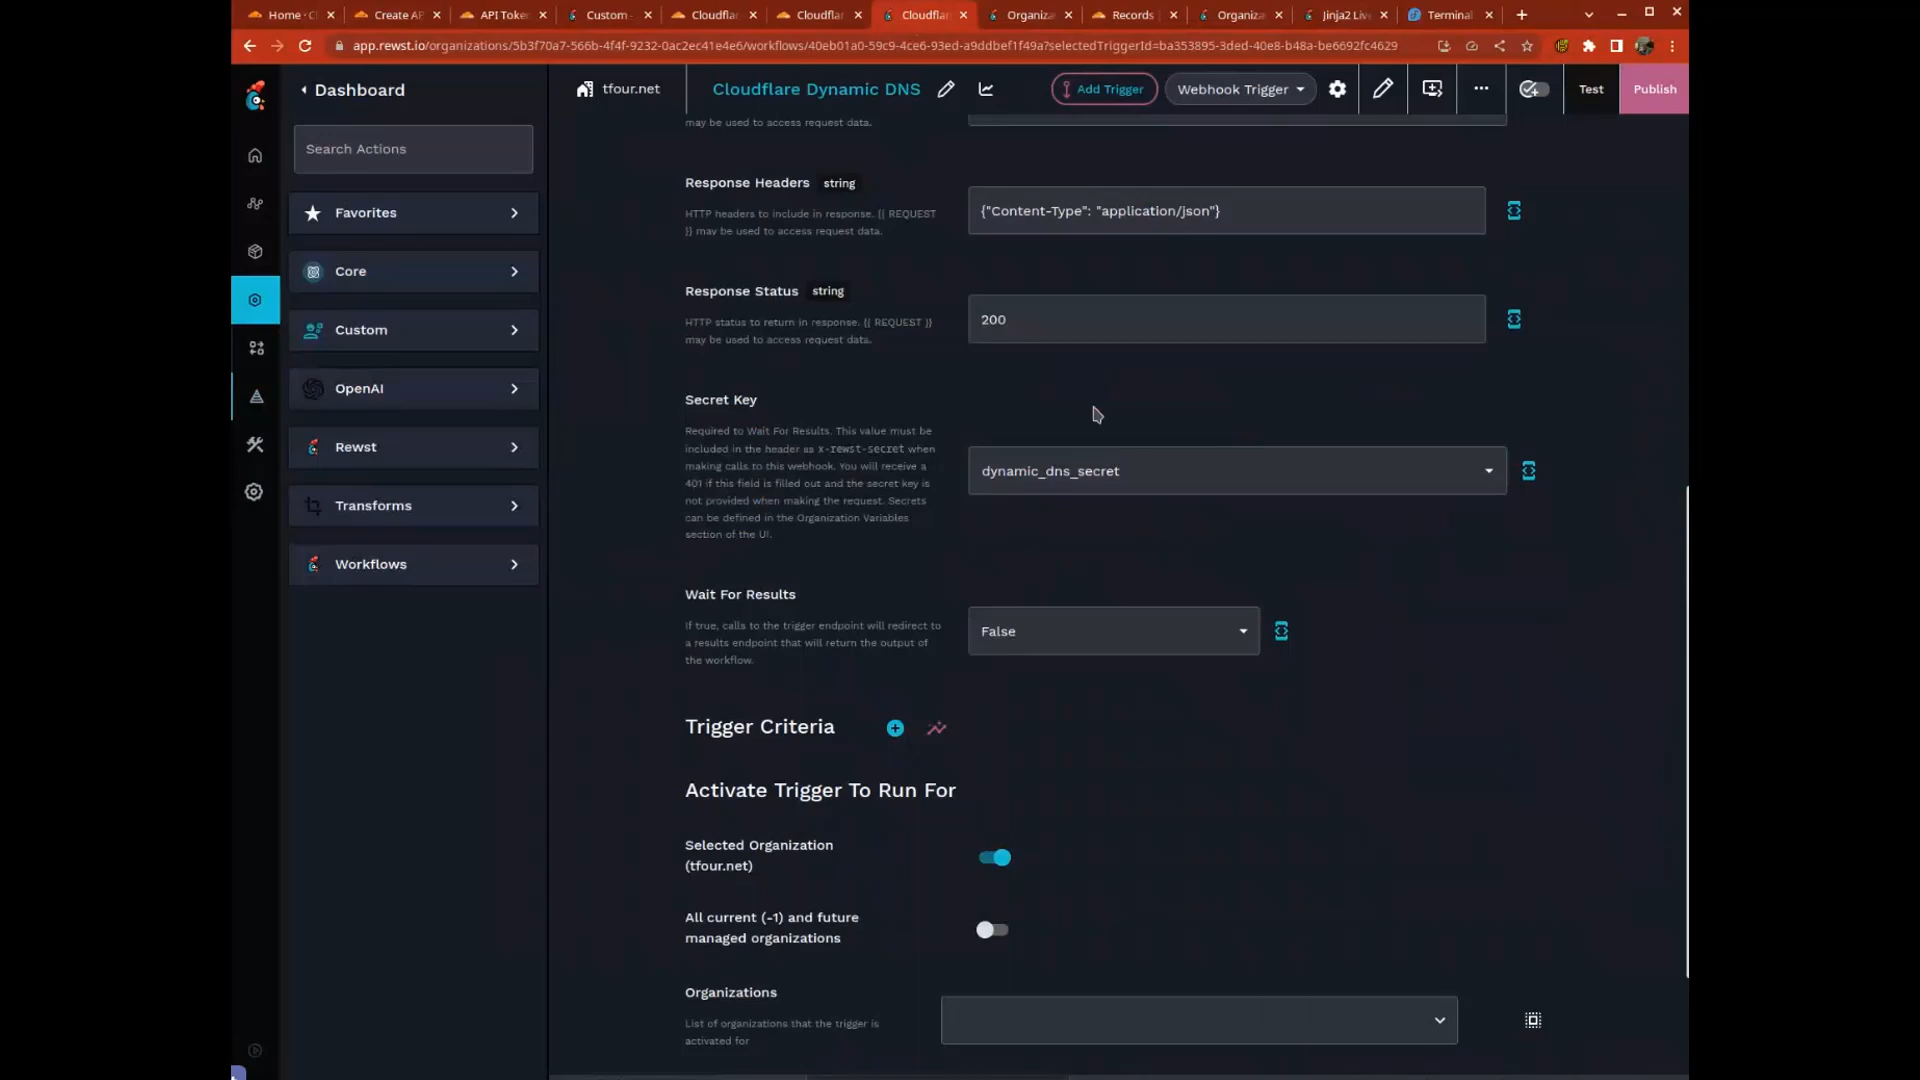 Home · C
Create AP
API Toke
Custom -
Cloudflar
Cloudflar
Cloudflar
Organiza
Records
Organiza
Jinja2 Liv
Terminal
app.rewst.io/organizations/5b3f70a7-566b-4f4f-9232-0ac2ec41e4e6/workflows/40eb01a0-59c9-4ce6-93ed-a9ddbef1f49a?selectedTriggerId=ba353895-3ded-40e8-b48a-be6692fc4629
Dashboard
tfour.net
Cloudflare Dynamic DNS
Add Trigger
Webhook Trigger
Test
Publish
Search Actions
Favorites
Core
Custom
OpenAI
Rewst
Transforms
Workflows
may be used to access request data.
Response Headers string
HTTP headers to include in response. {{ REQUEST
}} may be used to access request data.
{"Content-Type": "application/json"}
Response Status string
HTTP status to return in response. {{ REQUEST }}
may be used to access request data.
200
Secret Key
Required to Wait For Results. This value must be
included in the header as x-rewst-secret when
making calls to this webhook. You will receive a
401 if this field is filled out and the secret key is
not provided when making the request. Secrets
can be defined in the Organization Variables
section of the UI.
dynamic_dns_secret
Wait For Results
If true, calls to the trigger endpoint will redirect to
a results endpoint that will return the output of
the workflow.
False
Trigger Criteria
Activate Trigger To Run For
Selected Organization
(tfour.net)
All current (-1) and future
managed organizations
Organizations
List of organizations that the trigger is
activated for